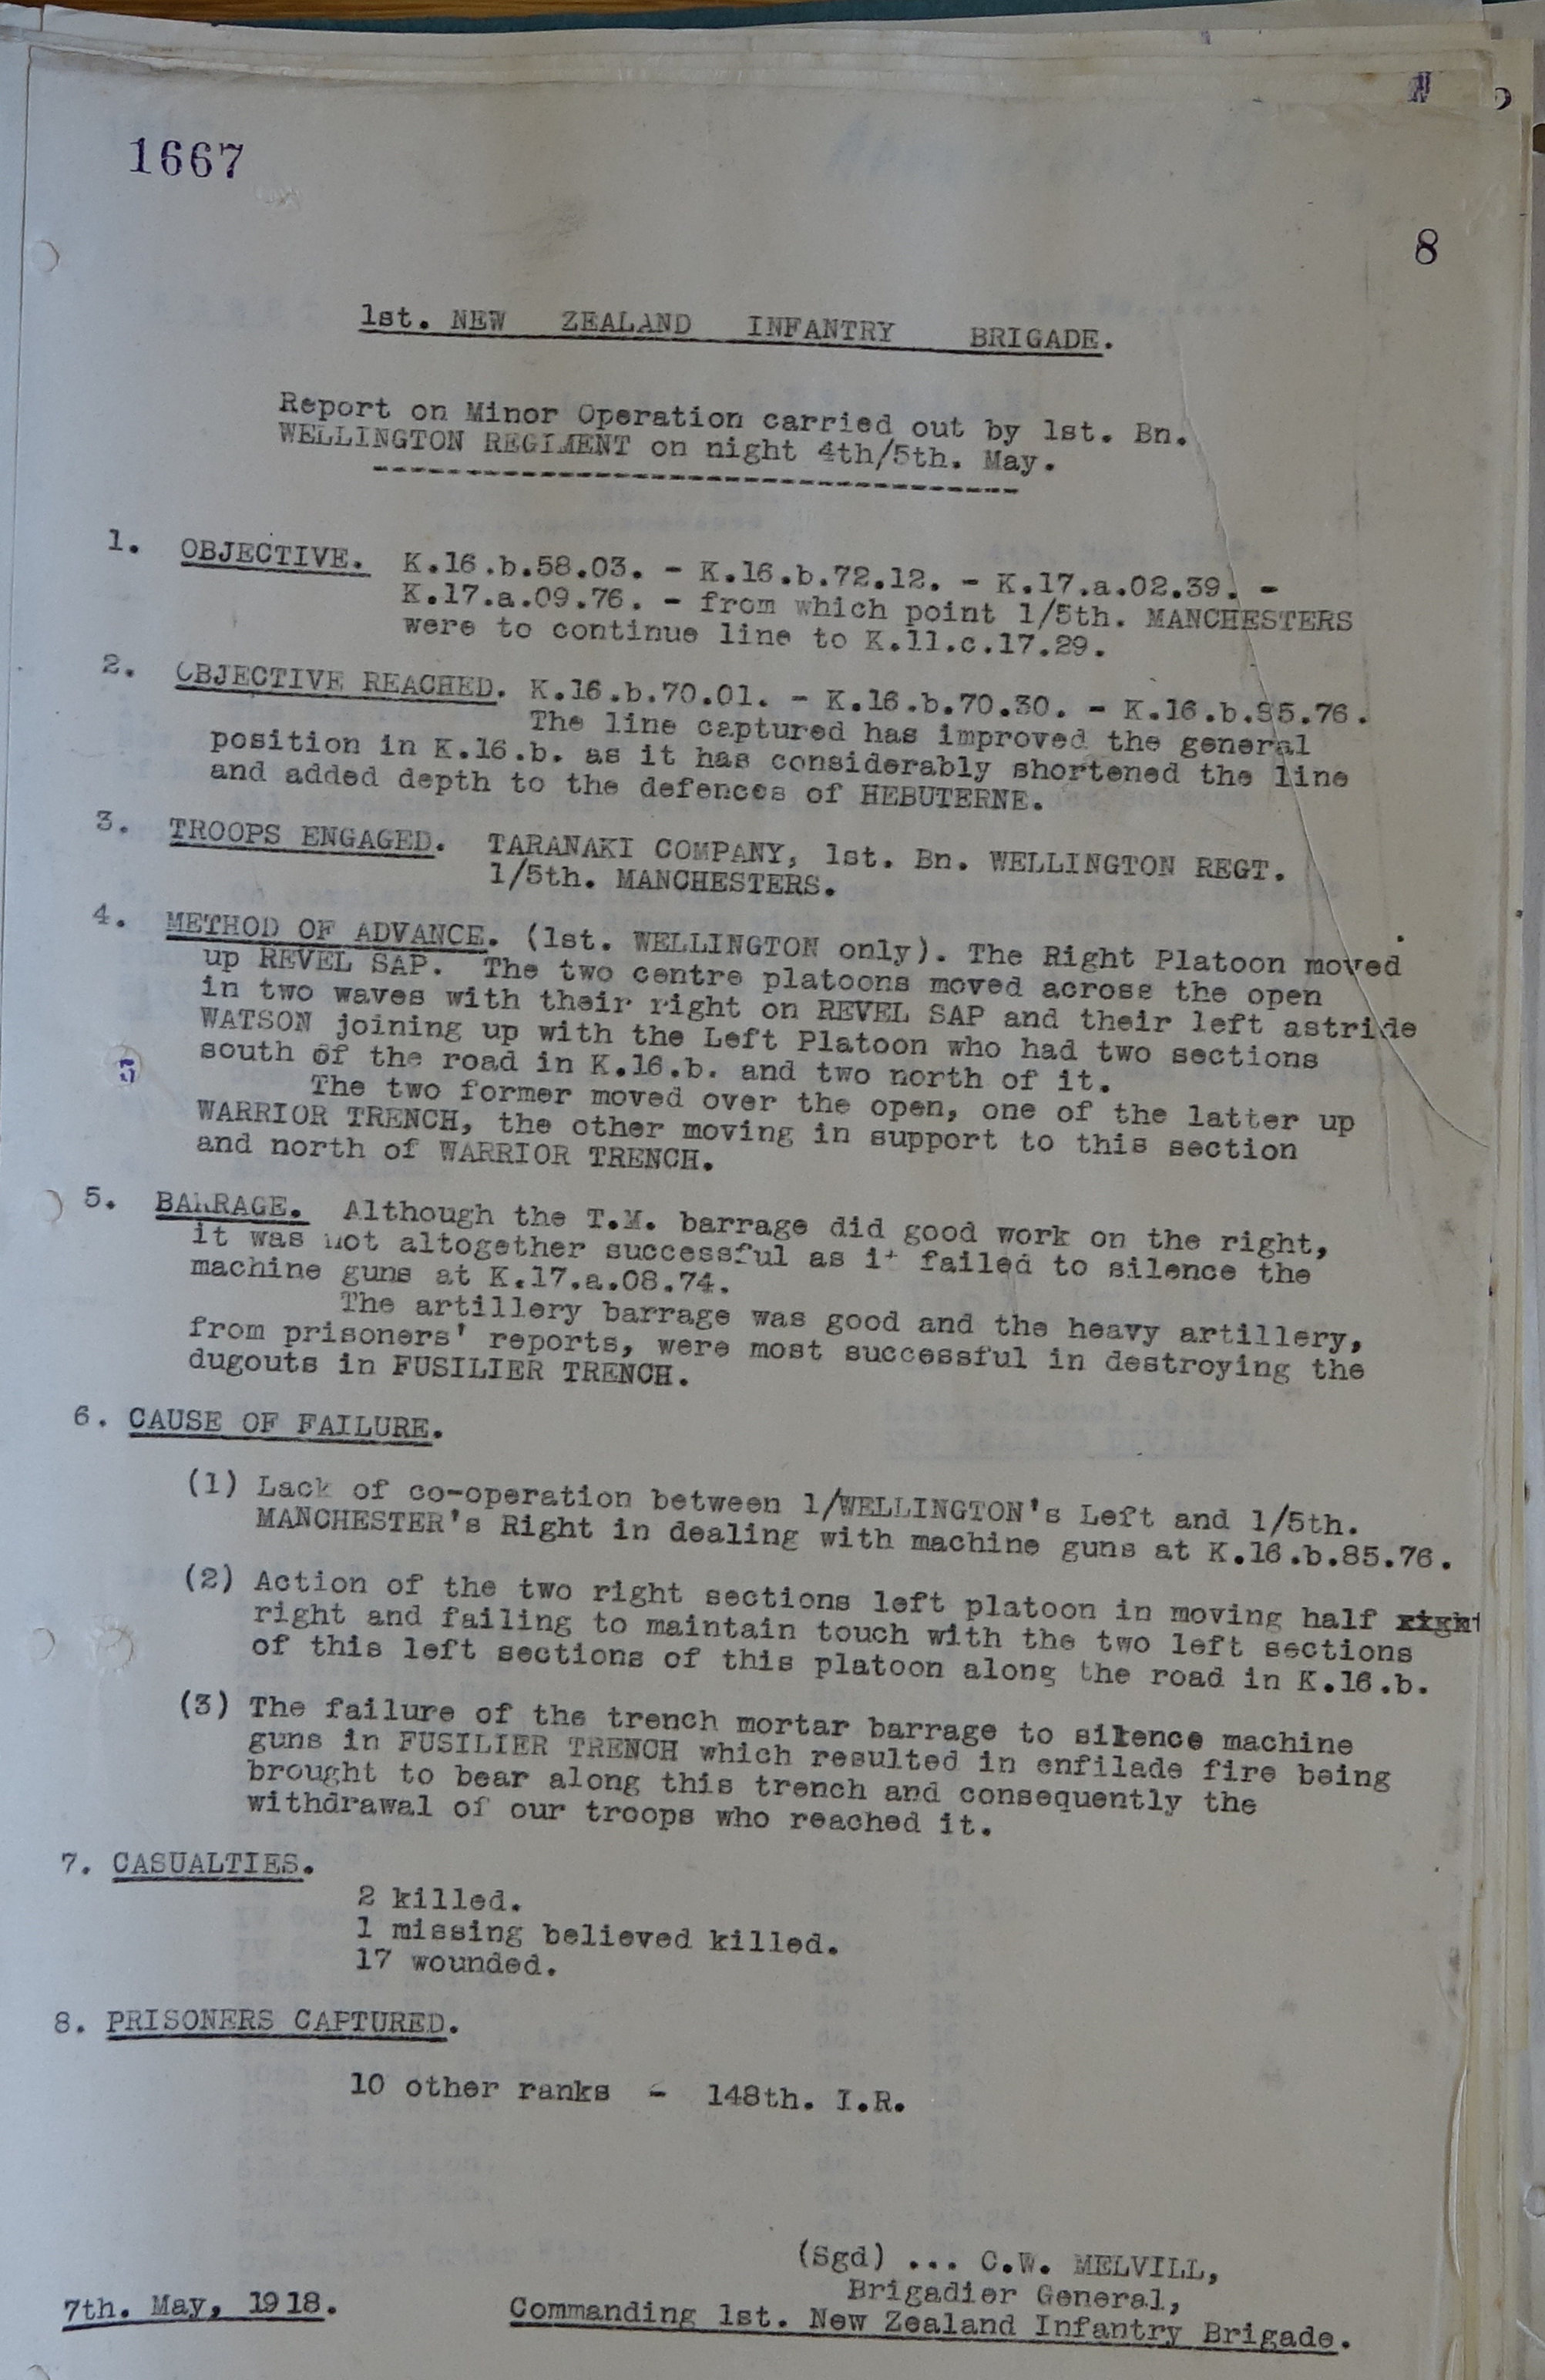 1667
8
1st. NEW ZEALAND INFANTRY BRIGADE.
Report on Minor Operation carried out by 1st. Bn.
WELLINGTON REGIMENT on night 4th/5th. May.
1. OBJECTIVE. K.16.b.58.03. - K.16.b.72.12. - K.17.a.02.39. -
K.17.a.09.76. - from which point 1/5th. MANCHESTERS
were to continue line to K.11.c.17.29.
2. OBJECTIVE REACHED. K.16.b.70.01. - K.16.b.70.30. - K.16.b.85.76.
The line captured has improved the general
position in K.16.b. as it has considerably shortened the line
and added depth to the defences of HEBUTERNE.
3. TROOPS ENGAGED. TARANAKI COMPANY, 1st. Bn. WELLINGTON REGT.
1/5th. MANCHESTERS.
4. METHOD OF ADVANCE. (1st. WELLINGTON only). The Right Platoon moved
up REVEL SAP. The two centre platoons moved across the open
in two waves with their right on REVEL SAP and their left astride
WATSON joining up with the Left Platoon who had two sections
south of the road in K.16.b. and two north of it.
5
The two former moved over the open, one of the latter up
WARRIOR TRENCH, the other moving in support to this section
and north of WARRIOR TRENCH.
5. BARRAGE. Although the T.M. barrage did good work on the right,
it was not altogether successful as it failed to silence the
machine guns at K.17.a.08.74.
The artillery barrage was good and the heavy artillery,
from prisoners' reports, were most successful in destroying the
dugouts in FUSILIER TRENCH.
6. CAUSE OF FAILURE.
(1) Lack of co-operation between 1/WELLINGTON's Left and 1/5th.
MANCHESTER's Right in dealing with machine guns at K.16.b.85.76.
(2) Action of the two right sections left platoon in moving half right
right and failing to maintain touch with the two left sections
of this left sections of this platoon along the road in K.16.b.
(3) The failure of the trench mortar barrage to silence machine
guns in FUSILIER TRENCH which resulted in enfilade fire being
brought to bear along this trench and consequently the
withdrawal of our troops who reached it.
7. CASUALTIES.
2 killed.
1 missing believed killed.
17 wounded.
8. PRISONERS CAPTURED.
10 other ranks - 148th. I.R.
(Sgd) ... C.W. MELVILL,
Brigadier General,
7th. May, 1918. Commanding 1st. New Zealand Infantry Brigade.